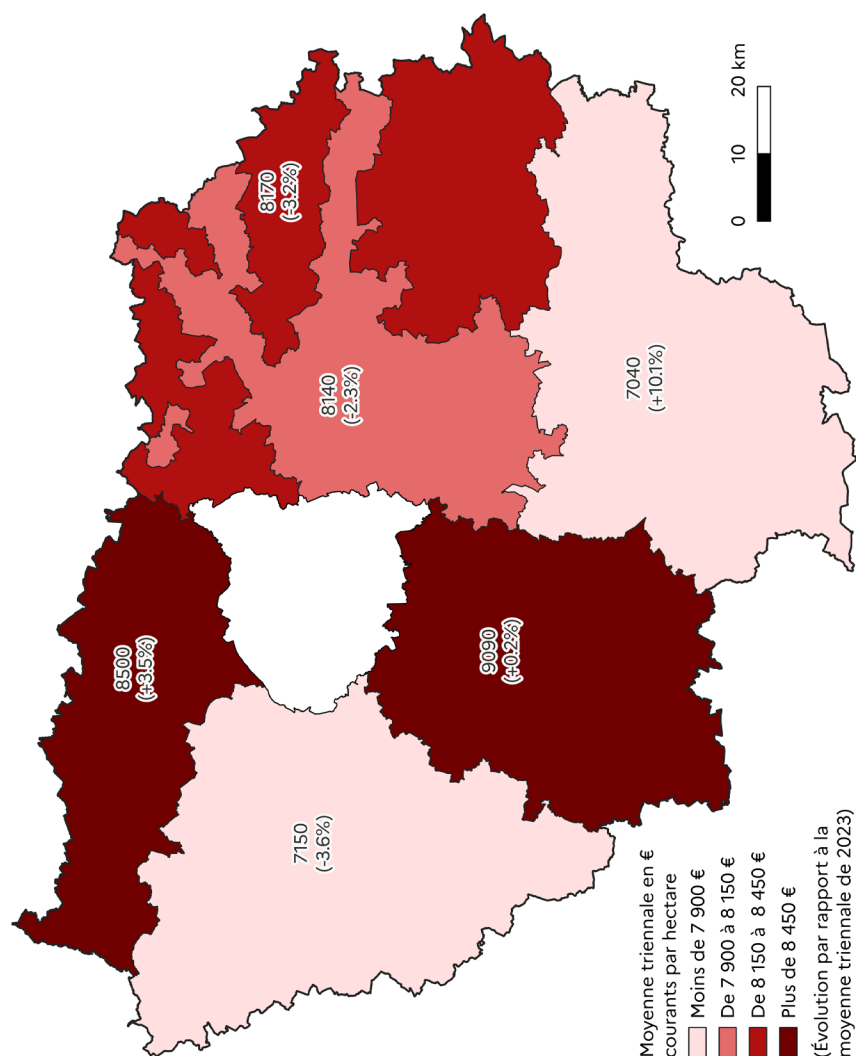 8500
(+3.5%)
8170
(-3.2%)
7150
(-3.6%)
8140
(-2.3%)
9090
(+0.2%)
7040
(+10.1%)
Moyenne triennale en €
courants par hectare
Moins de 7 900 €
De 7 900 à 8 150 €
De 8 150 à 8 450 €
Plus de 8 450 €
(Évolution par rapport à la
moyenne triennale de 2023)
0 10 20 km